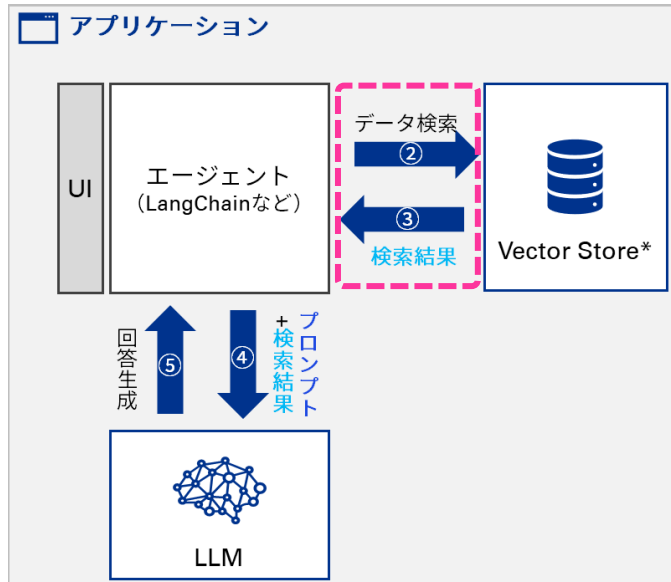 アプリケーション
UI
エージェント
（LangChainなど）
データ検索
②
③
検索結果
Vector Store*
回答生成
⑤
④
+検索結果
プロンプト
LLM